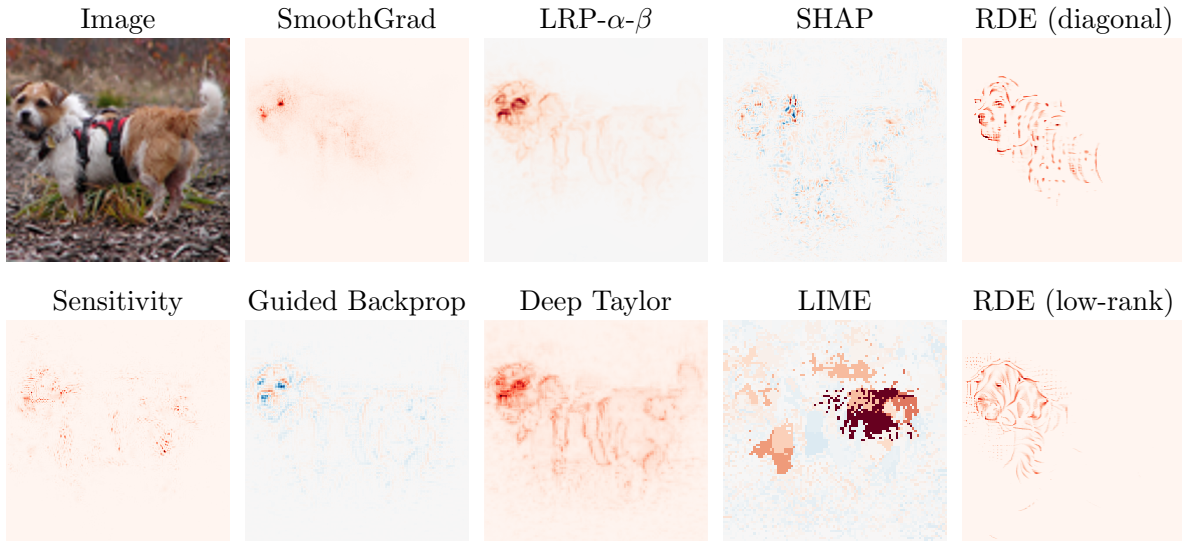 Image
SmoothGrad
LRP-α-β
SHAP
RDE (diagonal)
Sensitivity
Guided Backprop
Deep Taylor
LIME
RDE (low-rank)